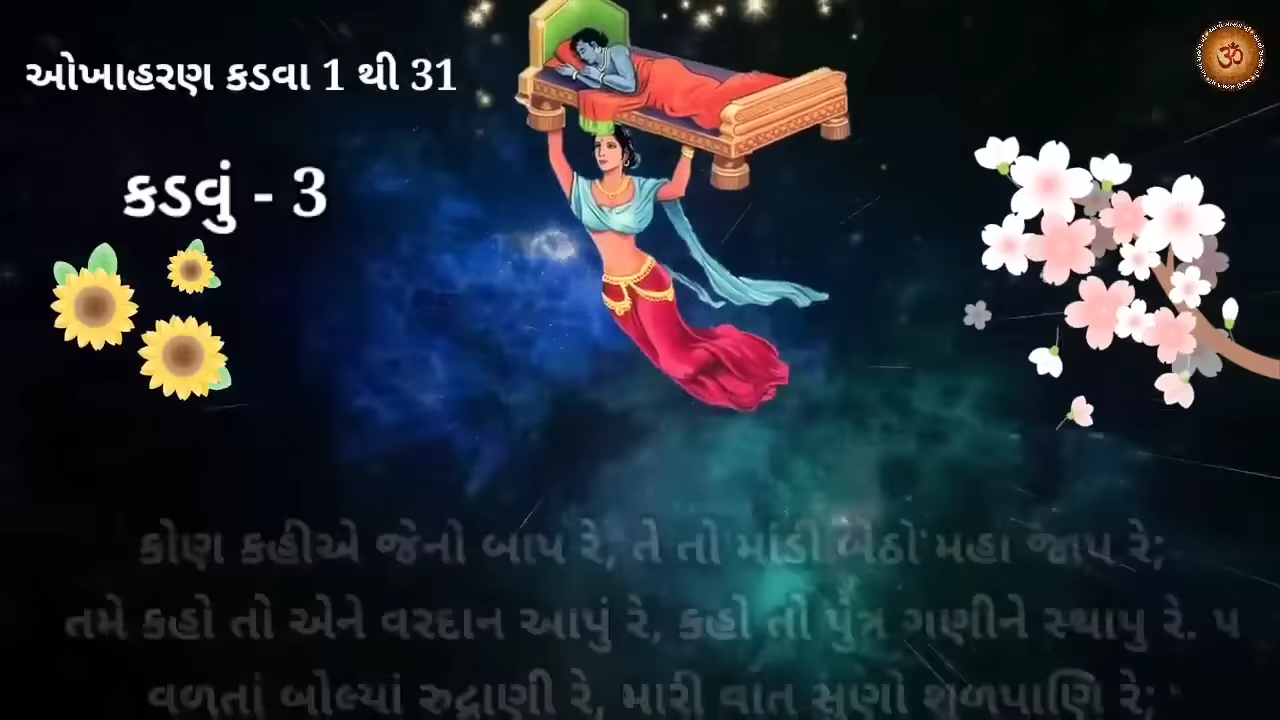 ઓખાહરણ કડવા 1 થી 31
કડવું - 3
કોણ કહીએ જેનો બાપ રે, તે તો માંડી બેઠો મહા જાપ રે;
તમે કહો તો એને વરદાન આપું રે, કહો તો પુત્ર ગણીને સ્થાપુ રે. ૫
વળતાં બોલ્યાં રુદ્રાણી રે, મારી વાત સુણો શૂળપાણિ રે;